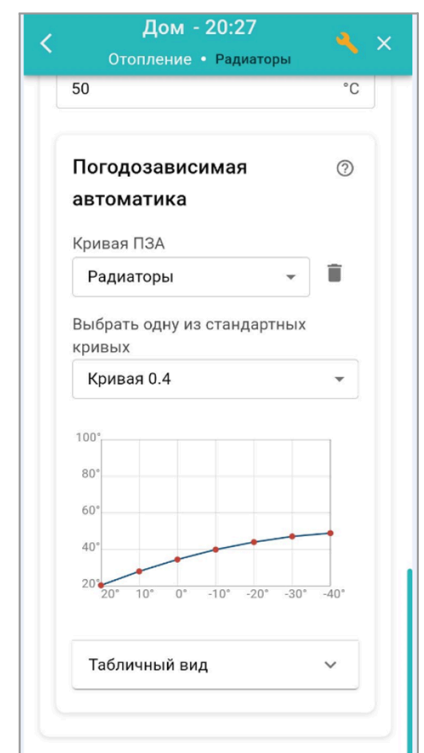 Дом - 20:27
Отопление • Радиаторы
50 °C
Погодозависимая
автоматика
Кривая ПЗА
Радиаторы
Выбрать одну из стандартных
кривых
Кривая 0.4
100°
80°
60°
40°
20°
20° 10° 0° -10° -20° -30° -40°
Табличный вид